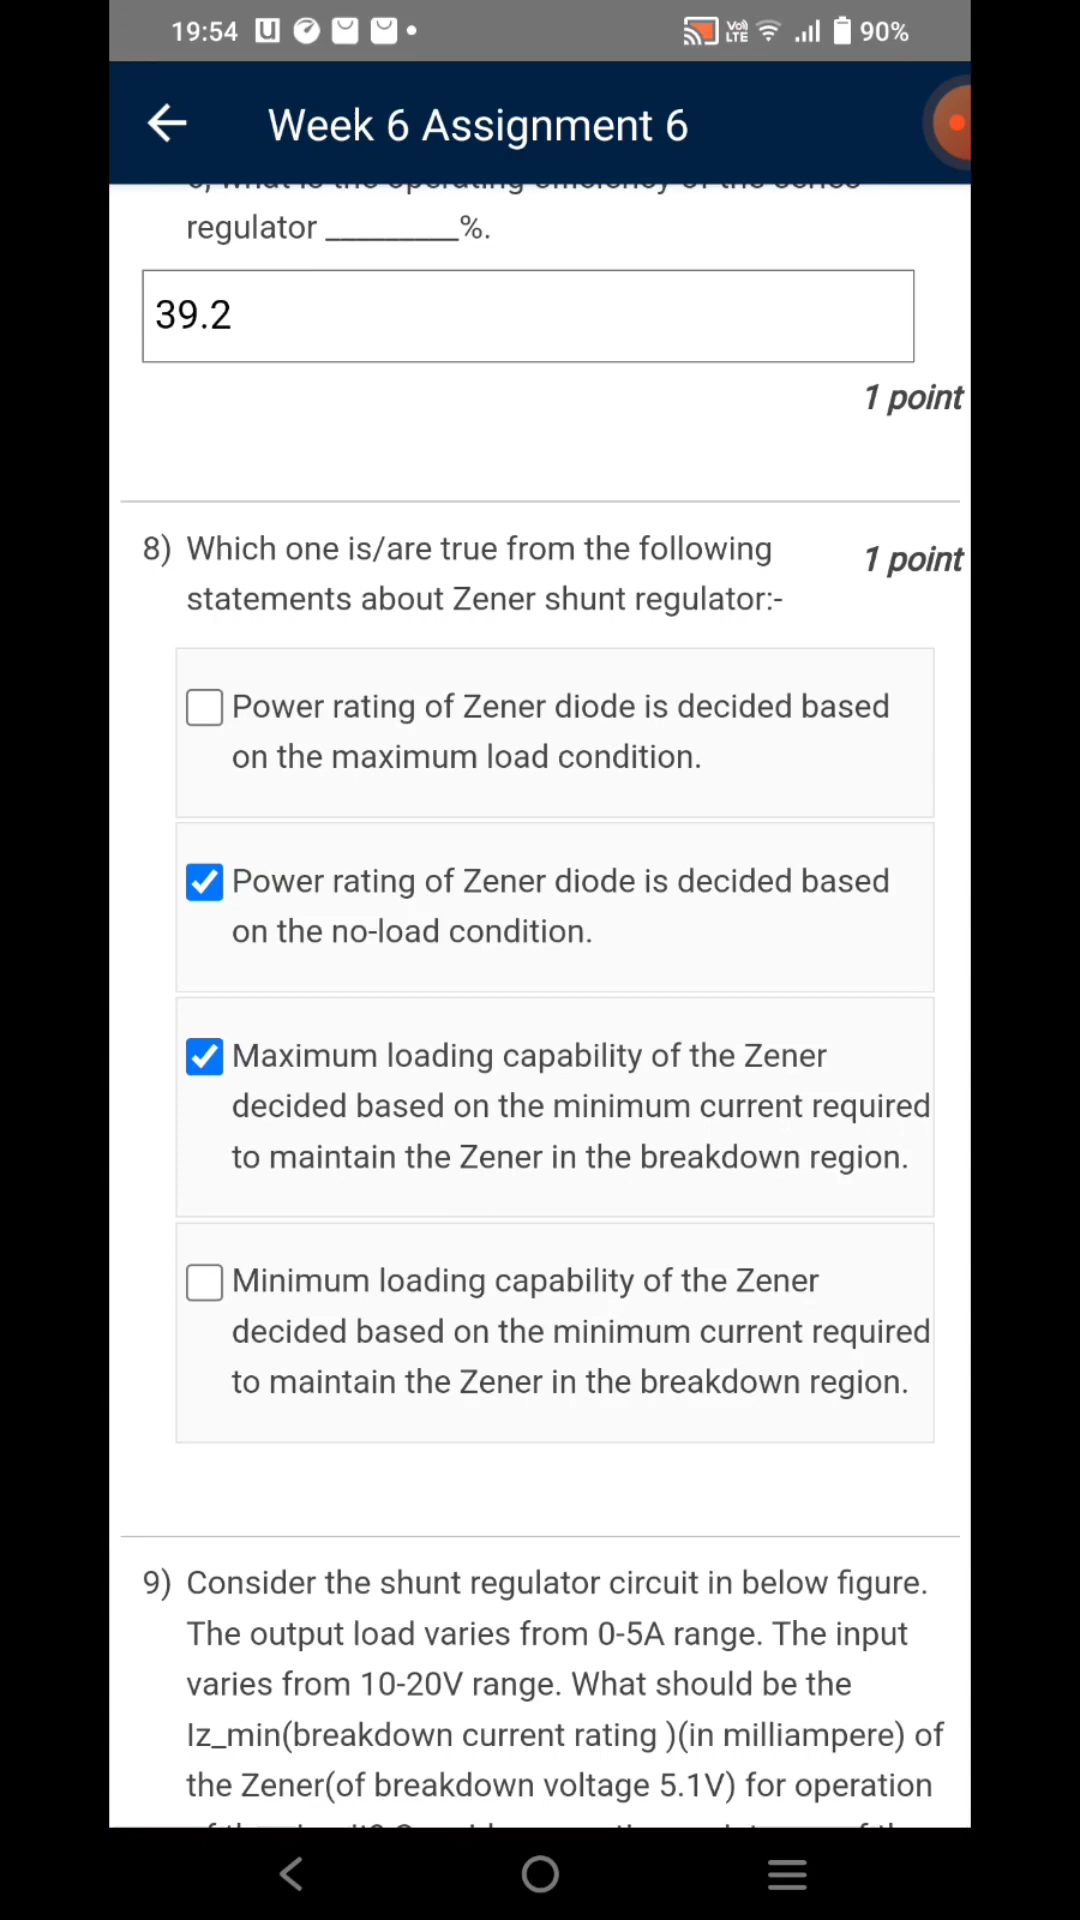 19:54 U VoD LTE 90%
Week 6 Assignment 6
regulator ________%.
39.2
1 point
8) Which one is/are true from the following
1 point
statements about Zener shunt regulator:-
Power rating of Zener diode is decided based
on the maximum load condition.
Power rating of Zener diode is decided based
on the no-load condition.
Maximum loading capability of the Zener
decided based on the minimum current required
to maintain the Zener in the breakdown region.
Minimum loading capability of the Zener
decided based on the minimum current required
to maintain the Zener in the breakdown region.
9) Consider the shunt regulator circuit in below figure.
The output load varies from 0-5A range. The input
varies from 10-20V range. What should be the
Iz_min(breakdown current rating )(in milliampere) of
the Zener(of breakdown voltage 5.1V) for operation